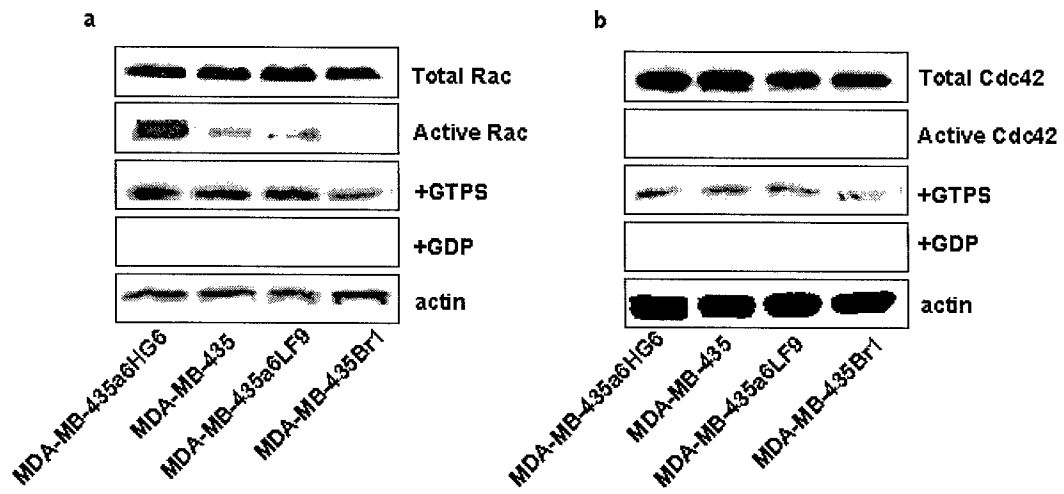 a
Total Rac
Active Rac
+GTPS
+GDP
actin
MDA-MB-435a6HG6
MDA-MB-435
MDA-MB-435a6LF9
MDA-MB-435Br1
b
Total Cdc42
Active Cdc42
+GTPS
+GDP
actin
MDA-MB-435a6HG6
MDA-MB-435
MDA-MB-435a6LF9
MDA-MB-435Br1